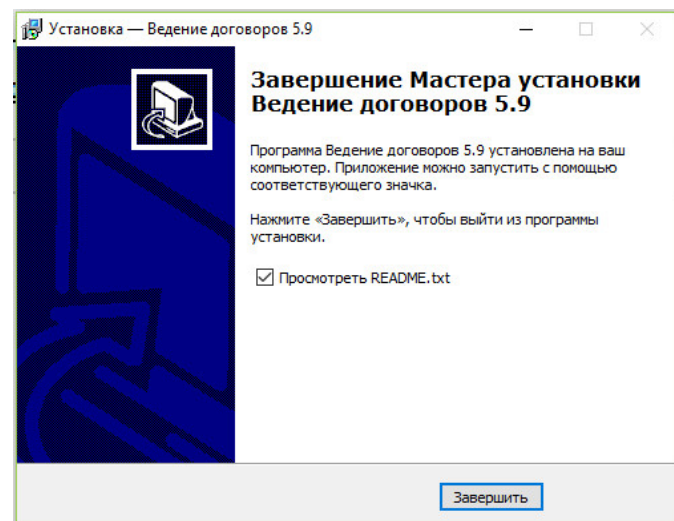 Установка — Ведение договоров 5.9
Завершение Мастера установки
Ведение договоров 5.9
Программа Ведение договоров 5.9 установлена на ваш
компьютер. Приложение можно запустить с помощью
соответствующего значка.
Нажмите «Завершить», чтобы выйти из программы
установки.
Просмотреть README.txt
Завершить